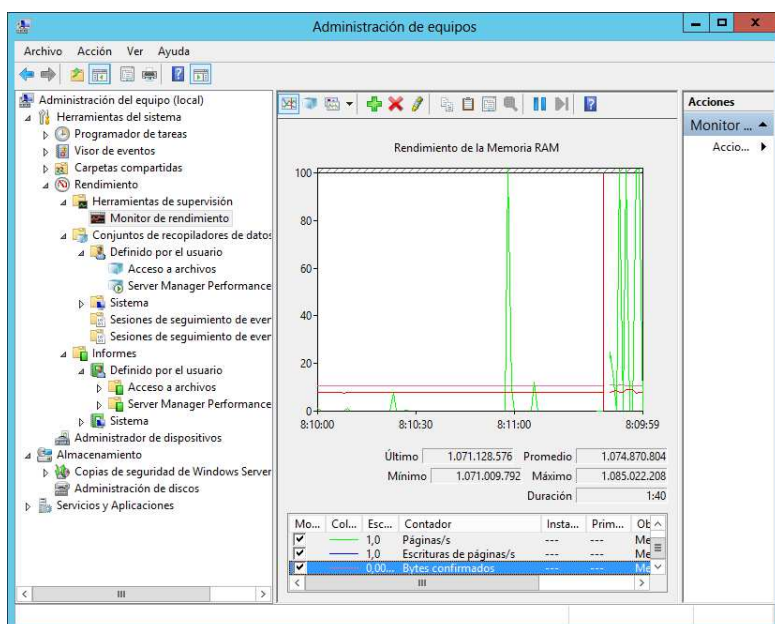 Administración de equipos
Archivo Acción Ver Ayuda
Administración del equipo (local)
Herramientas del sistema
Programador de tareas
Visor de eventos
Carpetas compartidas
Rendimiento
Herramientas de supervisión
Monitor de rendimiento
Conjuntos de recopiladores de datos
Definido por el usuario
Acceso a archivos
Server Manager Performance
Sistema
Sesiones de seguimiento de ever
Sesiones de seguimiento de ever
Informes
Definido por el usuario
Acceso a archivos
Server Manager Performance
Sistema
Administrador de dispositivos
Almacenamiento
Copias de seguridad de Windows Server
Administración de discos
Servicios y Aplicaciones
Rendimiento de la Memoria RAM
100
80
60
40
20
0
8:10:00 8:10:30 8:11:00 8:09:59
Último 1.071.128.576 Promedio 1.074.870.804
Mínimo 1.071.009.792 Máximo 1.085.022.208
Duración 1:40
Mo... Col... Esc... Contador Insta... Prim... Ob
1,0 Páginas/s --- --- Me
1,0 Escrituras de páginas/s --- --- Me
0,00... Bytes confirmados --- --- Me
Acciones
Monitor ...
Accio...